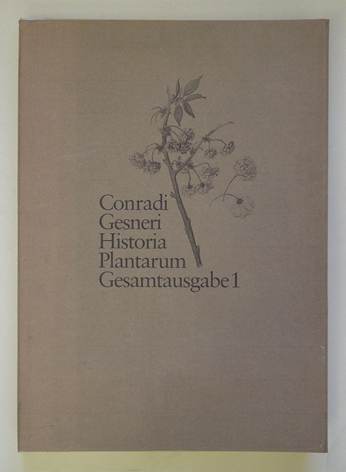 Conradi
Gesneri
Historia
Plantarum
Gesamtausgabe 1